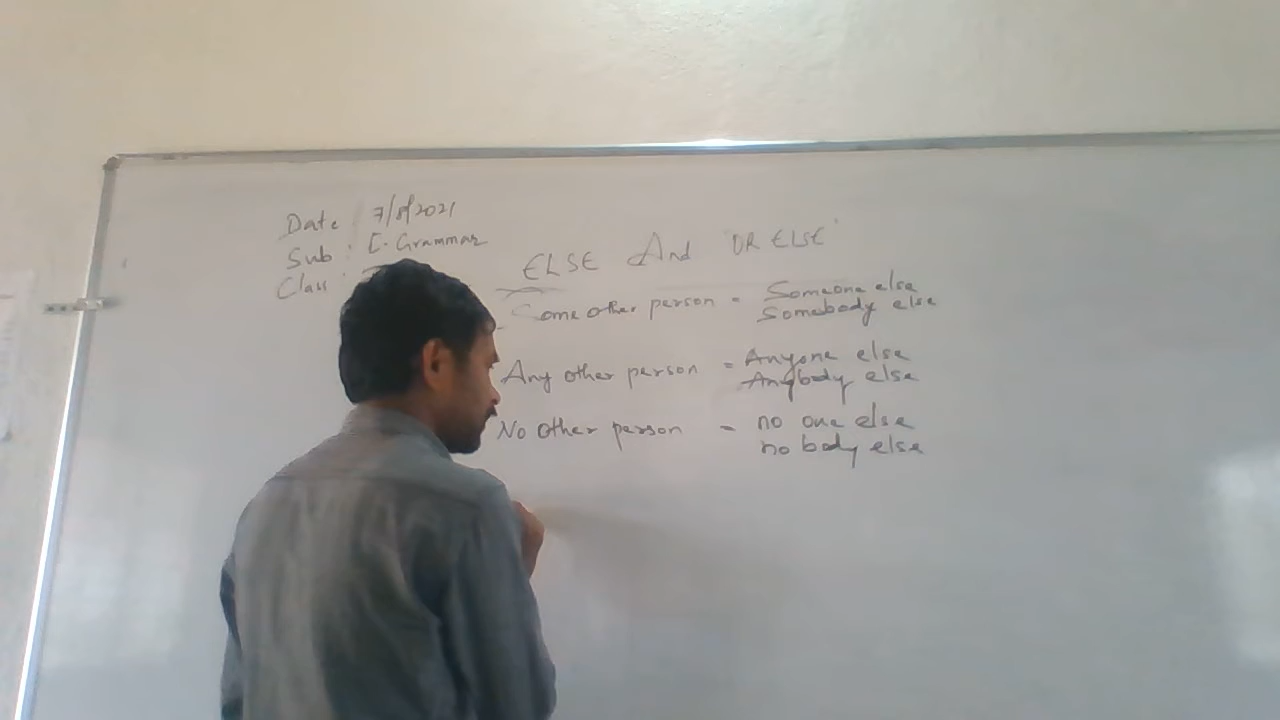 Date : 7/8/2021
Sub : E. Grammar
Class :
ELSE And "OR ELSE"
Some other person = Someone else
Somebody else
Any other person = Anyone else
Anybody else
No Other person = no one else
no body else